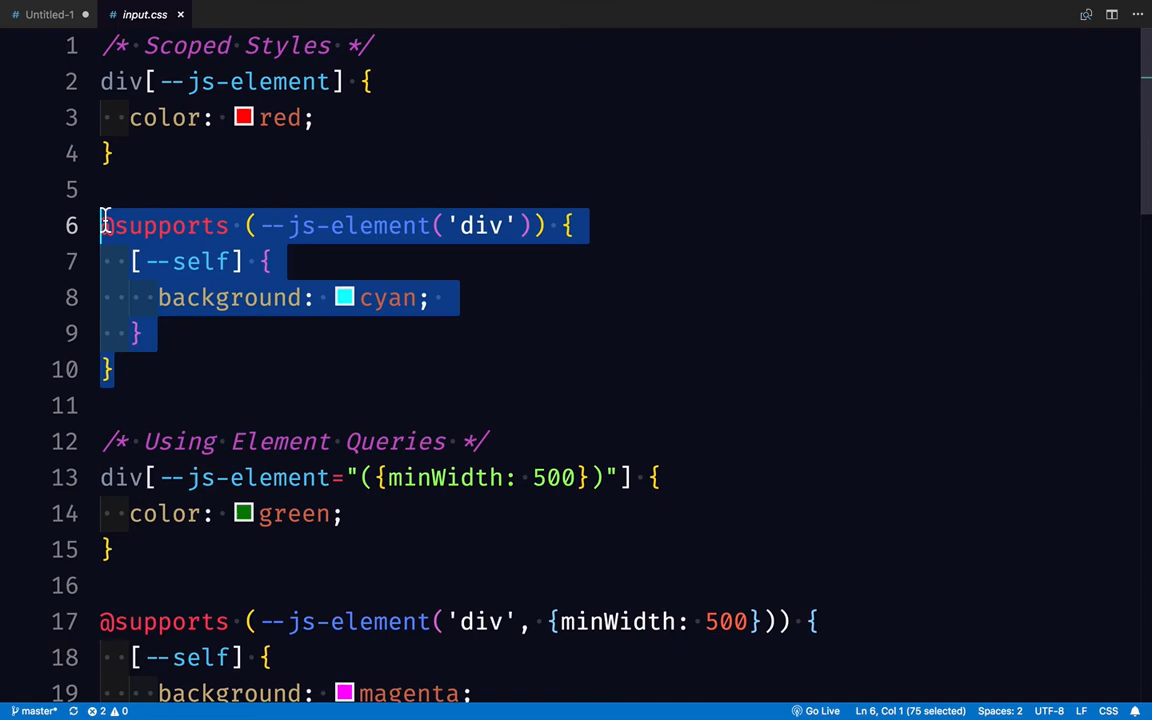 # Untitled-1 ● # input.css ×
1 /* Scoped Styles */
2 div[--js-element] {
3 color: red;
4 }
5
6 @supports (--js-element('div')) {
7 [--self] {
8 background: cyan;
9 }
10 }
11
12 /* Using Element Queries */
13 div[--js-element="({minWidth: 500})"] {
14 color: green;
15 }
16
17 @supports (--js-element('div', {minWidth: 500})) {
18 [--self] {
19 background: magenta;
master* 2 0 Go Live Ln 6, Col 1 (75 selected) Spaces: 2 UTF-8 LF CSS